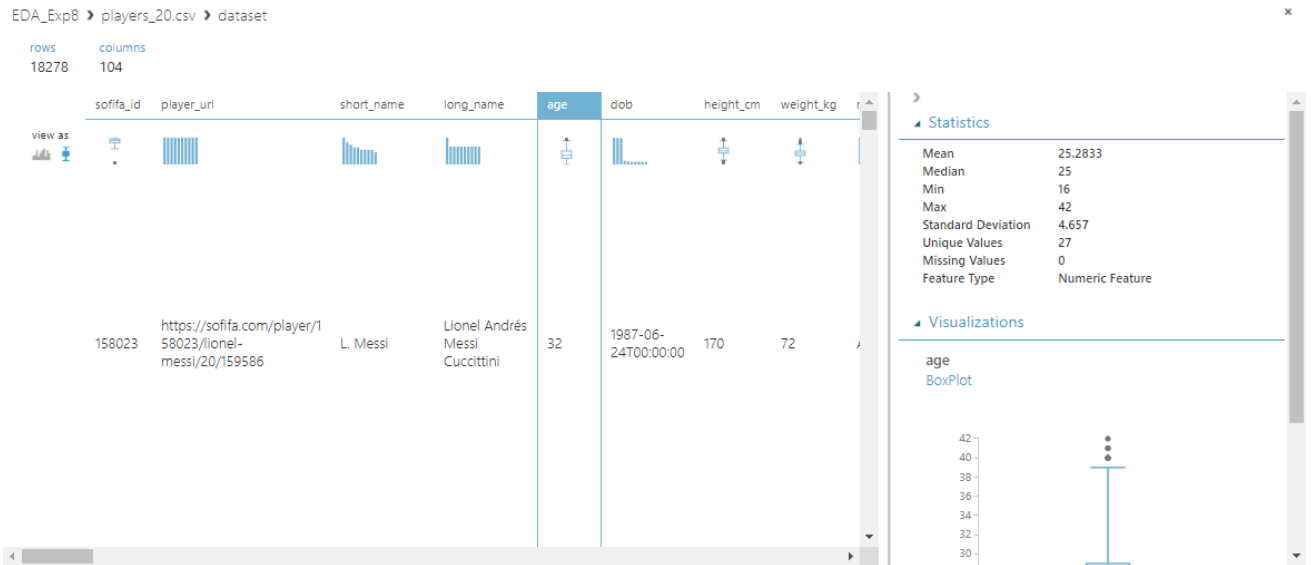 EDA_Exp8 ❯ players_20.csv ❯ dataset
rows columns
18278 104
sofifa_id player_url short_name long_name age dob height_cm weight_kg
view as
158023
https://sofifa.com/player/1
58023/lionel-
messi/20/159586
L. Messi
Lionel Andrés
Messi
Cuccittini
32
1987-06-
24T00:00:00
170
72
Statistics
Mean 25.2833
Median 25
Min 16
Max 42
Standard Deviation 4.657
Unique Values 27
Missing Values 0
Feature Type Numeric Feature
Visualizations
age
BoxPlot
42
40
38
36
34
32
30